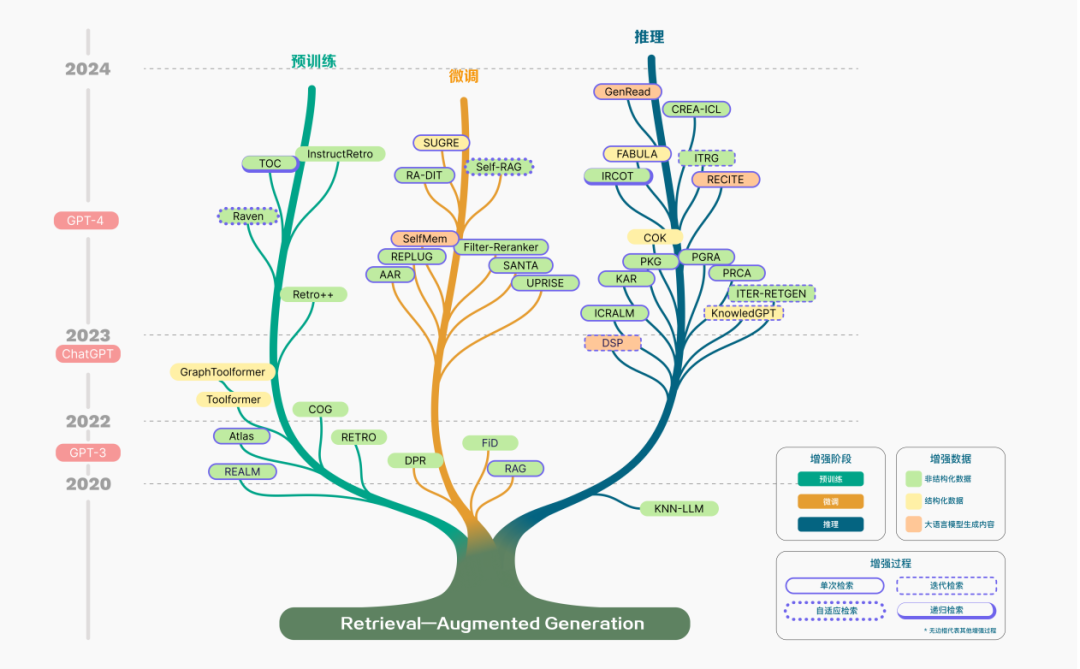 推理
预训练
2024
微调
GenRead
CREA-ICL
SUGRE
InstructRetro
FABULA
ITRG
TOC
Self-RAG
RA-DIT
IRCOT
RECITE
Raven
GPT-4
SelfMem
COK
Filter-Reranker
REPLUG
PGRA
PKG
SANTA
AAR
PRCA
KAR
UPRISE
Retro++
ITER-RETGEN
ICRALM
KnowledGPT
2023
DSP
ChatGPT
GraphToolformer
Toolformer
COG
2022
Atlas
RETRO
FiD
GPT-3
DPR
RAG
REALM
2020
KNN-LLM
增强阶段
预训练
微调
推理
增强数据
非结构化数据
结构化数据
大语言模型生成内容
增强过程
单次检索
迭代检索
自适应检索
递归检索
* 无边框代表其他增强过程
Retrieval—Augmented Generation